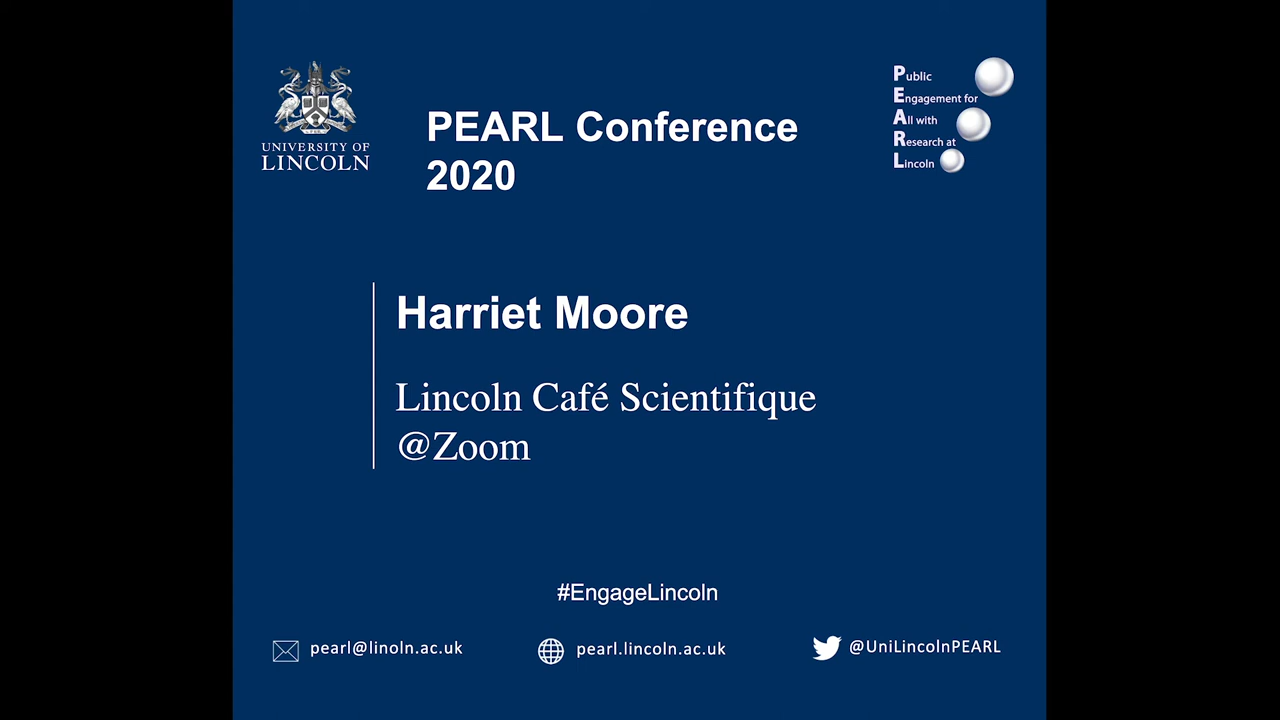 UNIVERSITY OF
LINCOLN
PEARL Conference
2020
Public
Engagement for
All with
Research at
Lincoln
Harriet Moore
Lincoln Café Scientifique
@Zoom
#EngageLincoln
pearl@linoln.ac.uk
pearl.lincoln.ac.uk
@UniLincolnPEARL